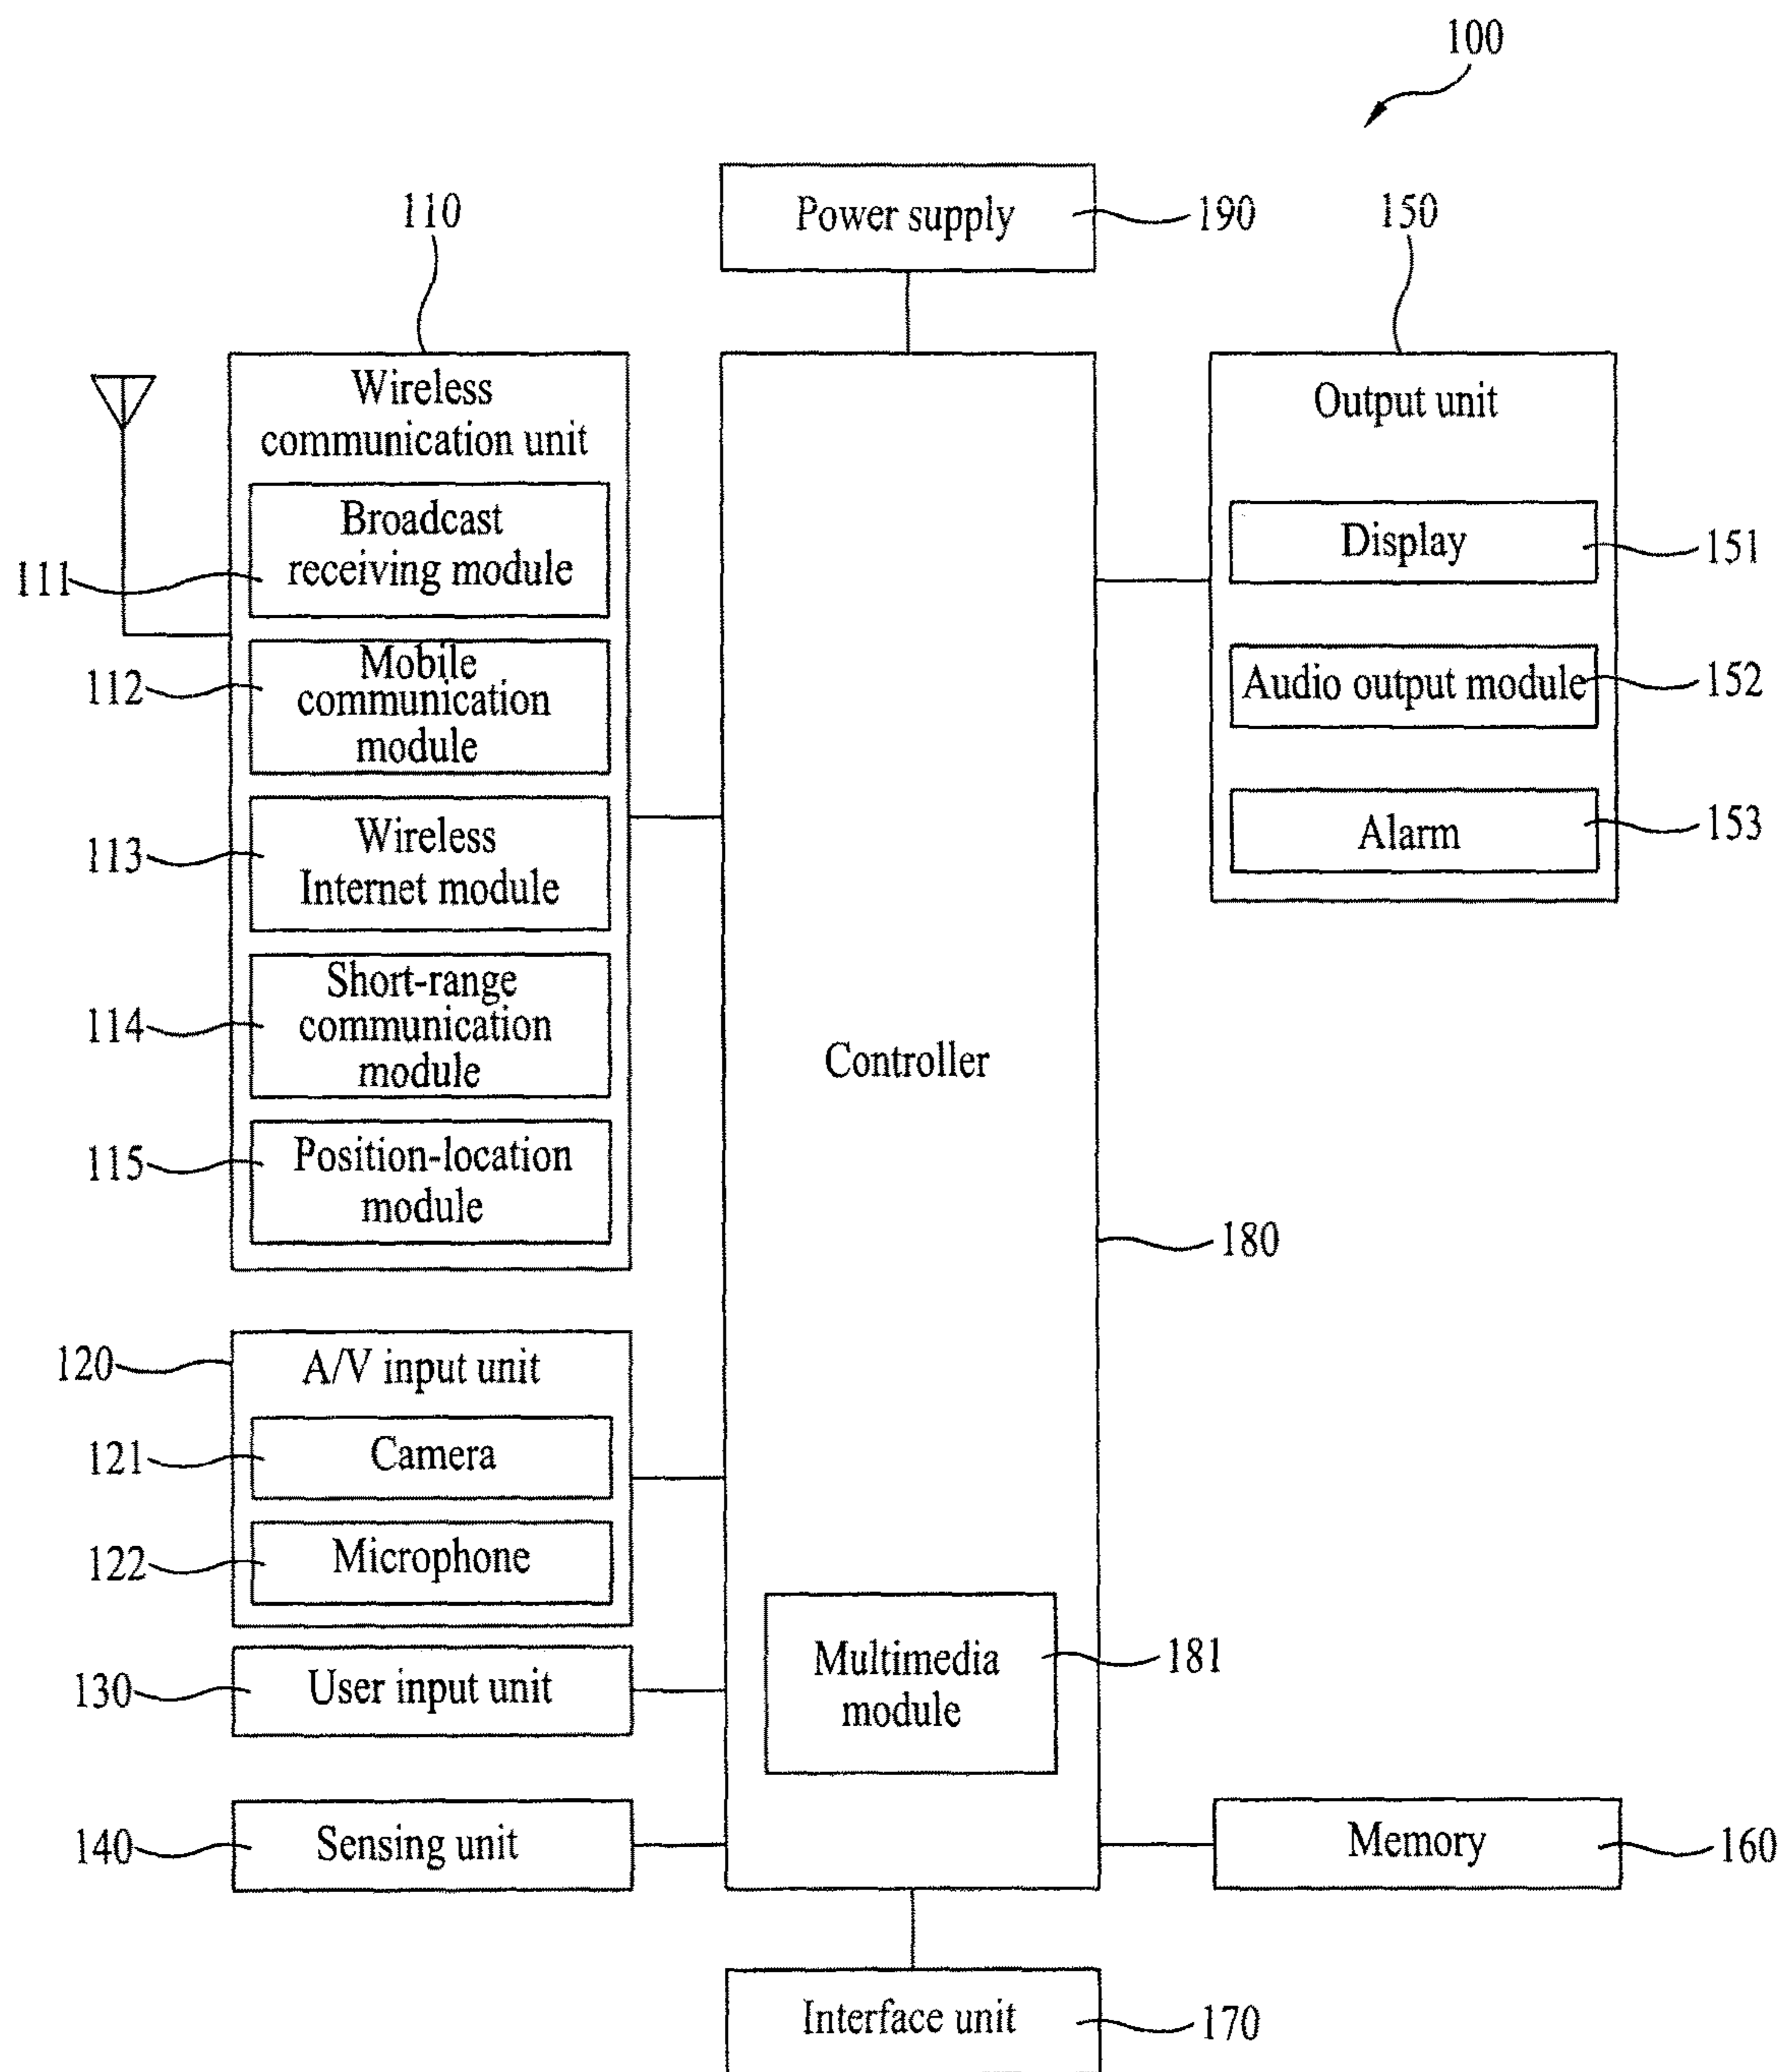 100
Power supply
190
110
150
Wireless
communication unit
Broadcast
receiving module
111
Mobile
communication
module
112
Wireless
Internet module
113
Short-range
communication
module
114
Position-location
module
115
Output unit
Display
151
Audio output module
152
Alarm
153
Controller
180
120
A/V input unit
121
Camera
122
Microphone
130
User input unit
Multimedia
module
181
140
Sensing unit
Memory
160
Interface unit
170